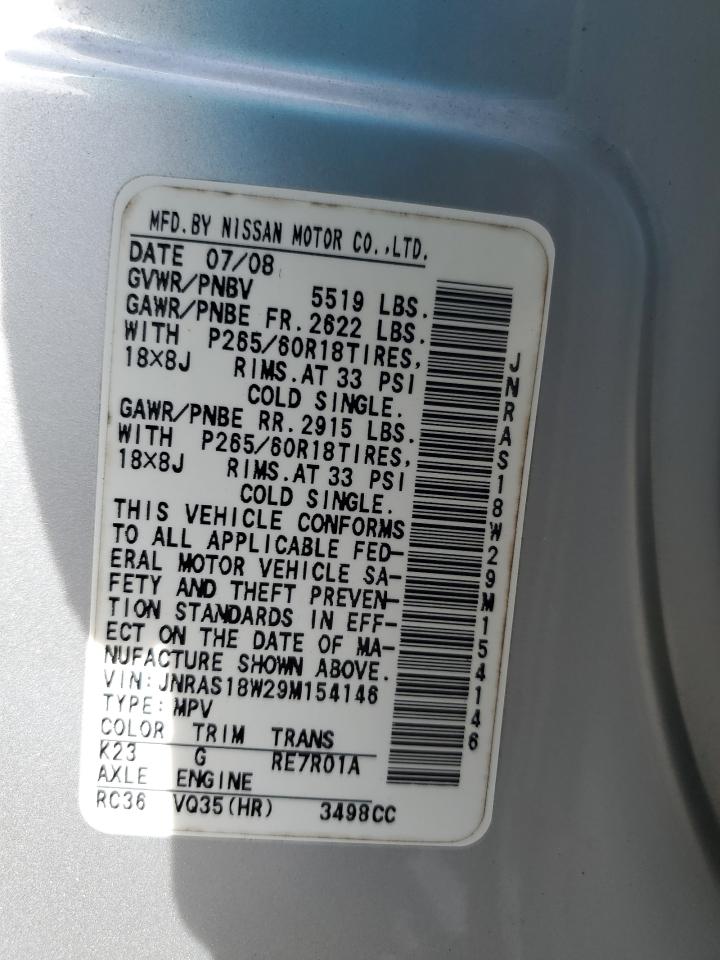 MFD.BY NISSAN MOTOR CO.,LTD.
DATE 07/08
GVWR/PNBV 5519 LBS.
GAWR/PNBE FR.2622 LBS.
WITH P265/60R18TIRES,
18X8J RIMS.AT 33 PSI
COLD SINGLE.
GAWR/PNBE RR.2915 LBS.
WITH P265/60R18TIRES,
18X8J RIMS.AT 33 PSI
COLD SINGLE.
THIS VEHICLE CONFORMS
TO ALL APPLICABLE FED-
ERAL MOTOR VEHICLE SA-
FETY AND THEFT PREVEN-
TION STANDARDS IN EFF-
ECT ON THE DATE OF MA-
NUFACTURE SHOWN ABOVE.
VIN:JNRAS18W29M154146
TYPE:MPV
COLOR TRIM TRANS
K23 G RE7R01A
AXLE ENGINE
RC36 VQ35(HR) 3498CC
JNRAS18W29M154146